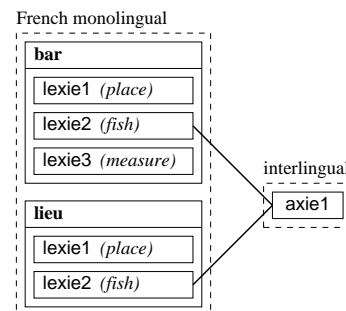 French monolingual
bar
lexie1 (place)
lexie2 (fish)
lexie3 (measure)
interlingual
axie1
lieu
lexie1 (place)
lexie2 (fish)